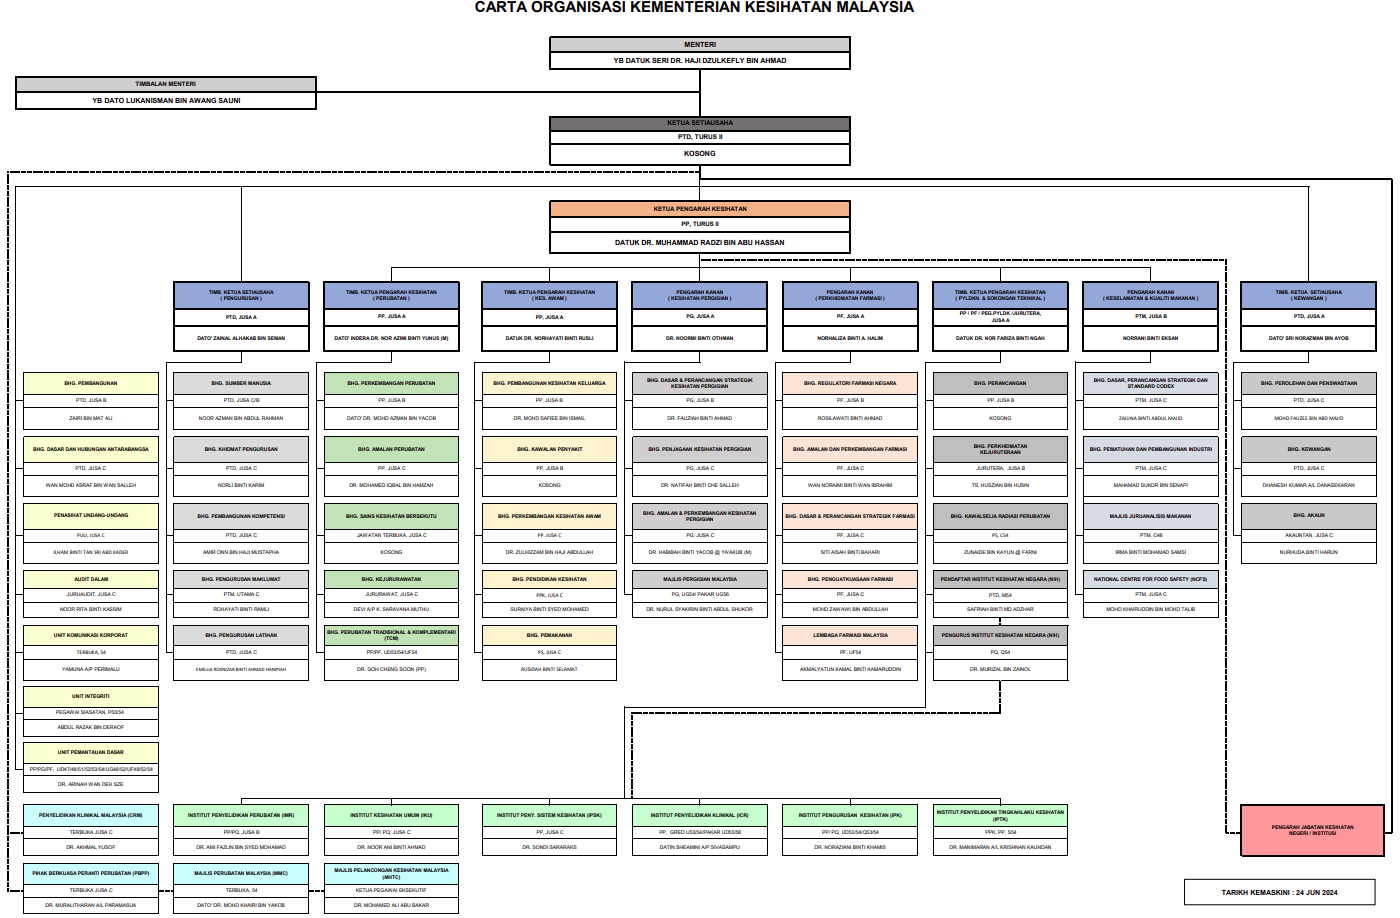 CARTA ORGANISASI KEMENTERIAN KESIHATAN MALAYSIA
MENTERI
YB DATUK SERI DR. HAJI DZULKEFLY BIN AHMAD
TIMBALAN MENTERI
YB DATO LUKANISMAN BIN AWANG SAUNI
KETUA SETIAUSAHA
PTD, TURUS II
KOSONG
KETUA PENGARAH KESIHATAN
PP, TURUS II
DATUK DR. MUHAMMAD RADZI BIN ABU HASSAN
TIMB. KETUA SETIAUSAHA
( PENGURUSAN )
PTD, JUSA A
DATO' ZAINAL ALHAKAB BIN SEMAN
TIMB. KETUA PENGARAH KESIHATAN
( PERUBATAN )
PP, JUSA A
DATO' INDERA DR. NOR AZIMI BINTI YUNUS (M)
TIMB. KETUA PENGARAH KESIHATAN
( KES. AWAM )
PP, JUSA A
DATUK DR. NORHAYATI BINTI RUSLI
PENGARAH KANAN
( KESIHATAN PERGIGIAN )
PG, JUSA A
DR. NOORMI BINTI OTHMAN
PENGARAH KANAN
( PERKHIDMATAN FARMASI )
PF, JUSA A
NORHALIZA BINTI A. HALIM
TIMB. KETUA PENGARAH KESIHATAN
( PYLDKN. & SOKONGAN TEKNIKAL )
PP / PF / PEG.PYLDK /JURUTERA,
JUSA A
DATUK DR. NOR FARIZA BINTI NGAH
PENGARAH KANAN
( KESELAMATAN & KUALITI MAKANAN )
PTM, JUSA B
NORRANI BINTI EKSAN
TIMB. KETUA SETIAUSAHA
( KEWANGAN )
PTD, JUSA A
DATO' SRI NORAZMAN BIN AYOB
BHG. PEMBANGUNAN
PTD, JUSA B
ZAIRI BIN MAT ALI
BHG. DASAR DAN HUBUNGAN ANTARABANGSA
PTD, JUSA C
WAN MOHD ASRAF BIN WAN SALLEH
PENASIHAT UNDANG-UNDANG
PUU, JUSA C
ILHAM BINTI TAN SRI ABD KADER
AUDIT DALAM
JURUAUDIT, JUSA C
NOOR RITA BINTI KASSIM
UNIT KOMUNIKASI KORPORAT
TERBUKA, 54
YAMUNA A/P PERIMALU
UNIT INTEGRITI
PEGAWAI SIASATAN, P53/54
ABDUL RAZAK BIN DERAOF
UNIT PEMANTAUAN DASAR
PP/PG/PF, UD47/48/51/52/53/54/UG48/52/UF48/52/54
DR. ARINAH WAN DEH SZE
BHG. SUMBER MANUSIA
PTD, JUSA C/B
NOOR AZMAN BIN ABDUL RAHMAN
BHG. KHIDMAT PENGURUSAN
PTD, JUSA C
NORLI BINTI KARIM
BHG. PEMBANGUNAN KOMPETENSI
PTD, JUSA C
AMIR ONN BIN HAJI MUSTAPHA
BHG. PENGURUSAN MAKLUMAT
PTM, UTAMA C
ROHAYATI BINTI RAMLI
BHG. PENGURUSAN LATIHAN
PTD, JUSA C
EMILLIA ROSNIZAR BINTI AHMAD HANIPIAH
BHG. PERKEMBANGAN PERUBATAN
PP, JUSA B
DATO' DR. MOHD AZMAN BIN YACOB
BHG. AMALAN PERUBATAN
PP, JUSA C
DR. MOHAMED IQBAL BIN HAMZAH
BHG. SAINS KESIHATAN BERSEKUTU
JAWATAN TERBUKA, JUSA C
KOSONG
BHG. KEJURURAWATAN
JURURAWAT, JUSA C
DEVI A/P K. SARAVANA MUTHU
BHG. PERUBATAN TRADISIONAL & KOMPLEMENTARI
(TCM)
PP/PF, UD53/54/UF54
DR. GOH CHENG SOON (PP)
BHG. PEMBANGUNAN KESIHATAN KELUARGA
PP, JUSA B
DR. MOHD SAFIEE BIN ISMAIL
BHG. KAWALAN PENYAKIT
PP, JUSA B
KOSONG
BHG. PERKEMBANGAN KESIHATAN AWAM
PP. JUSA C
DR. ZULHIZZAM BIN HAJI ABDULLAH
BHG. PENDIDIKAN KESIHATAN
PPK, JUSA C
SURAIYA BINTI SYED MOHAMED
BHG. PEMAKANAN
PS, JUSA C
RUSIDAH BINTI SELAMAT
BHG. DASAR & PERANCANGAN STRATEGIK
KESIHATAN PERGIGIAN
PG, JUSA B
DR. FAUZIAH BINTI AHMAD
BHG. PENJAGAAN KESIHATAN PERGIGIAN
PG, JUSA C
DR. NATIFAH BINTI CHE SALLEH
BHG. AMALAN & PERKEMBANGAN KESIHATAN
PERGIGIAN
PG, JUSA C
DR. HABIBAH BINTI YACOB @ YA'AKUB (M)
MAJLIS PERGIGIAN MALAYSIA
PG, UG54/ PAKAR UG56
DR. NURUL SYAKIRIN BINTI ABDUL SHUKOR
BHG. REGULATORI FARMASI NEGARA
PF, JUSA B
ROSILAWATI BINTI AHMAD
BHG. AMALAN DAN PERKEMBANGAN FARMASI
PF, JUSA C
WAN NORAIMI BINTI WAN IBRAHIM
BHG. DASAR & PERANCANGAN STRATEGIK FARMASI
PF, JUSA C
SITI AISAH BINTI BAHARI
BHG. PENGUATKUASAAN FARMASI
PF, JUSA C
MOHD ZAWAWI BIN ABDULLAH
LEMBAGA FARMASI MALAYSIA
PF, UF54
AKMALYATUN KAMAL BINTI KAMARUDDIN
BHG. PERANCANGAN
PP, JUSA B
KOSONG
BHG. PERKHIDMATAN
KEJURUTERAAN
JURUTERA, JUSA B
TS. HUSZIAN BIN HUSIN
BHG. KAWALSELIA RADIASI PERUBATAN
PS, C54
ZUNAIDE BIN KAYUN @ FARNI
PENDAFTAR INSTITUT KESIHATAN NEGARA (NIH)
PTD, M54
SAFRIAH BINTI MD ADZHAR
PENGURUS INSTITUT KESIHATAN NEGARA (NIH)
PQ, Q54
DR. MURIZAL BIN ZAINOL
BHG. DASAR, PERANCANGAN STRATEGIK DAN
STANDARD CODEX
PTM, JUSA C
ZAIUNA BINTI ABDUL MAJID
BHG. PEMATUHAN DAN PEMBANGUNAN INDUSTRI
PTM, JUSA C
MAHAMAD SUKOR BIN SENAPI
MAJLIS JURUANALISIS MAKANAN
PTM, C48
IRMA BINTI MOHAMAD SAMSI
NATIONAL CENTRE FOR FOOD SAFETY (NCFS)
PTM, JUSA C
MOHD KHAIRUDDIN BIN MOHD TALIB
BHG. PEROLEHAN DAN PENSWASTAAN
PTD, JUSA C
MOHD FAUZEE BIN ABD MAJID
BHG. KEWANGAN
PTD, JUSA C
DHANESH KUMAR A/L DANASEKARAN
BHG. AKAUN
AKAUNTAN, JUSA C
NURHUDA BINTI HARUN
PENYELIDIKAN KLINIKAL MALAYSIA (CRM)
TERBUKA JUSA C
DR. AKHMAL YUSOF
INSTITUT PENYELIDIKAN PERUBATAN (IMR)
PP/PQ, JUSA B
DR. AMI FAZLIN BIN SYED MOHAMAD
INSTITUT KESIHATAN UMUM (IKU)
PP/ PQ, JUSA C
DR. NOOR ANI BINTI AHMAD
INSTITUT PENY. SISTEM KESIHATAN (IPSK)
PP, JUSA C
DR. SONDI SARARAKS
INSTITUT PENYELIDIKAN KLINIKAL (ICR)
PP, GRED U53/54/PAKAR UD55/56
DATIN SHEAMINI A/P SIVASAMPU
INSTITUT PENGURUSAN KESIHATAN (IPK)
PP/ PQ, UD53/54/Q53/54
DR. NORAZIANI BINTI KHAMIS
INSTITUT PENYELIDIKAN TINGKAHLAKU KESIHATAN
(IPTK)
PPK, PP, S54
DR. MANIMARAN A/L KRISHNAN KAUNDAN
PENGARAH JABATAN KESIHATAN
NEGERI / INSTITUSI
PIHAK BERKUASA PERANTI PERUBATAN (PBPP)
TERBUKA JUSA C
DR. MURALITHARAN A/L PARAMASUA
MAJLIS PERUBATAN MALAYSIA (MMC)
TERBUKA, 54
DATO' DR. MOHD KHAIRI BIN YAKOB
MAJLIS PELANCONGAN KESIHATAN MALAYSIA
(MHTC)
KETUA PEGAWAI EKSEKUTIF
DR. MOHAMED ALI ABU BAKAR
TARIKH KEMASKINI : 24 JUN 2024